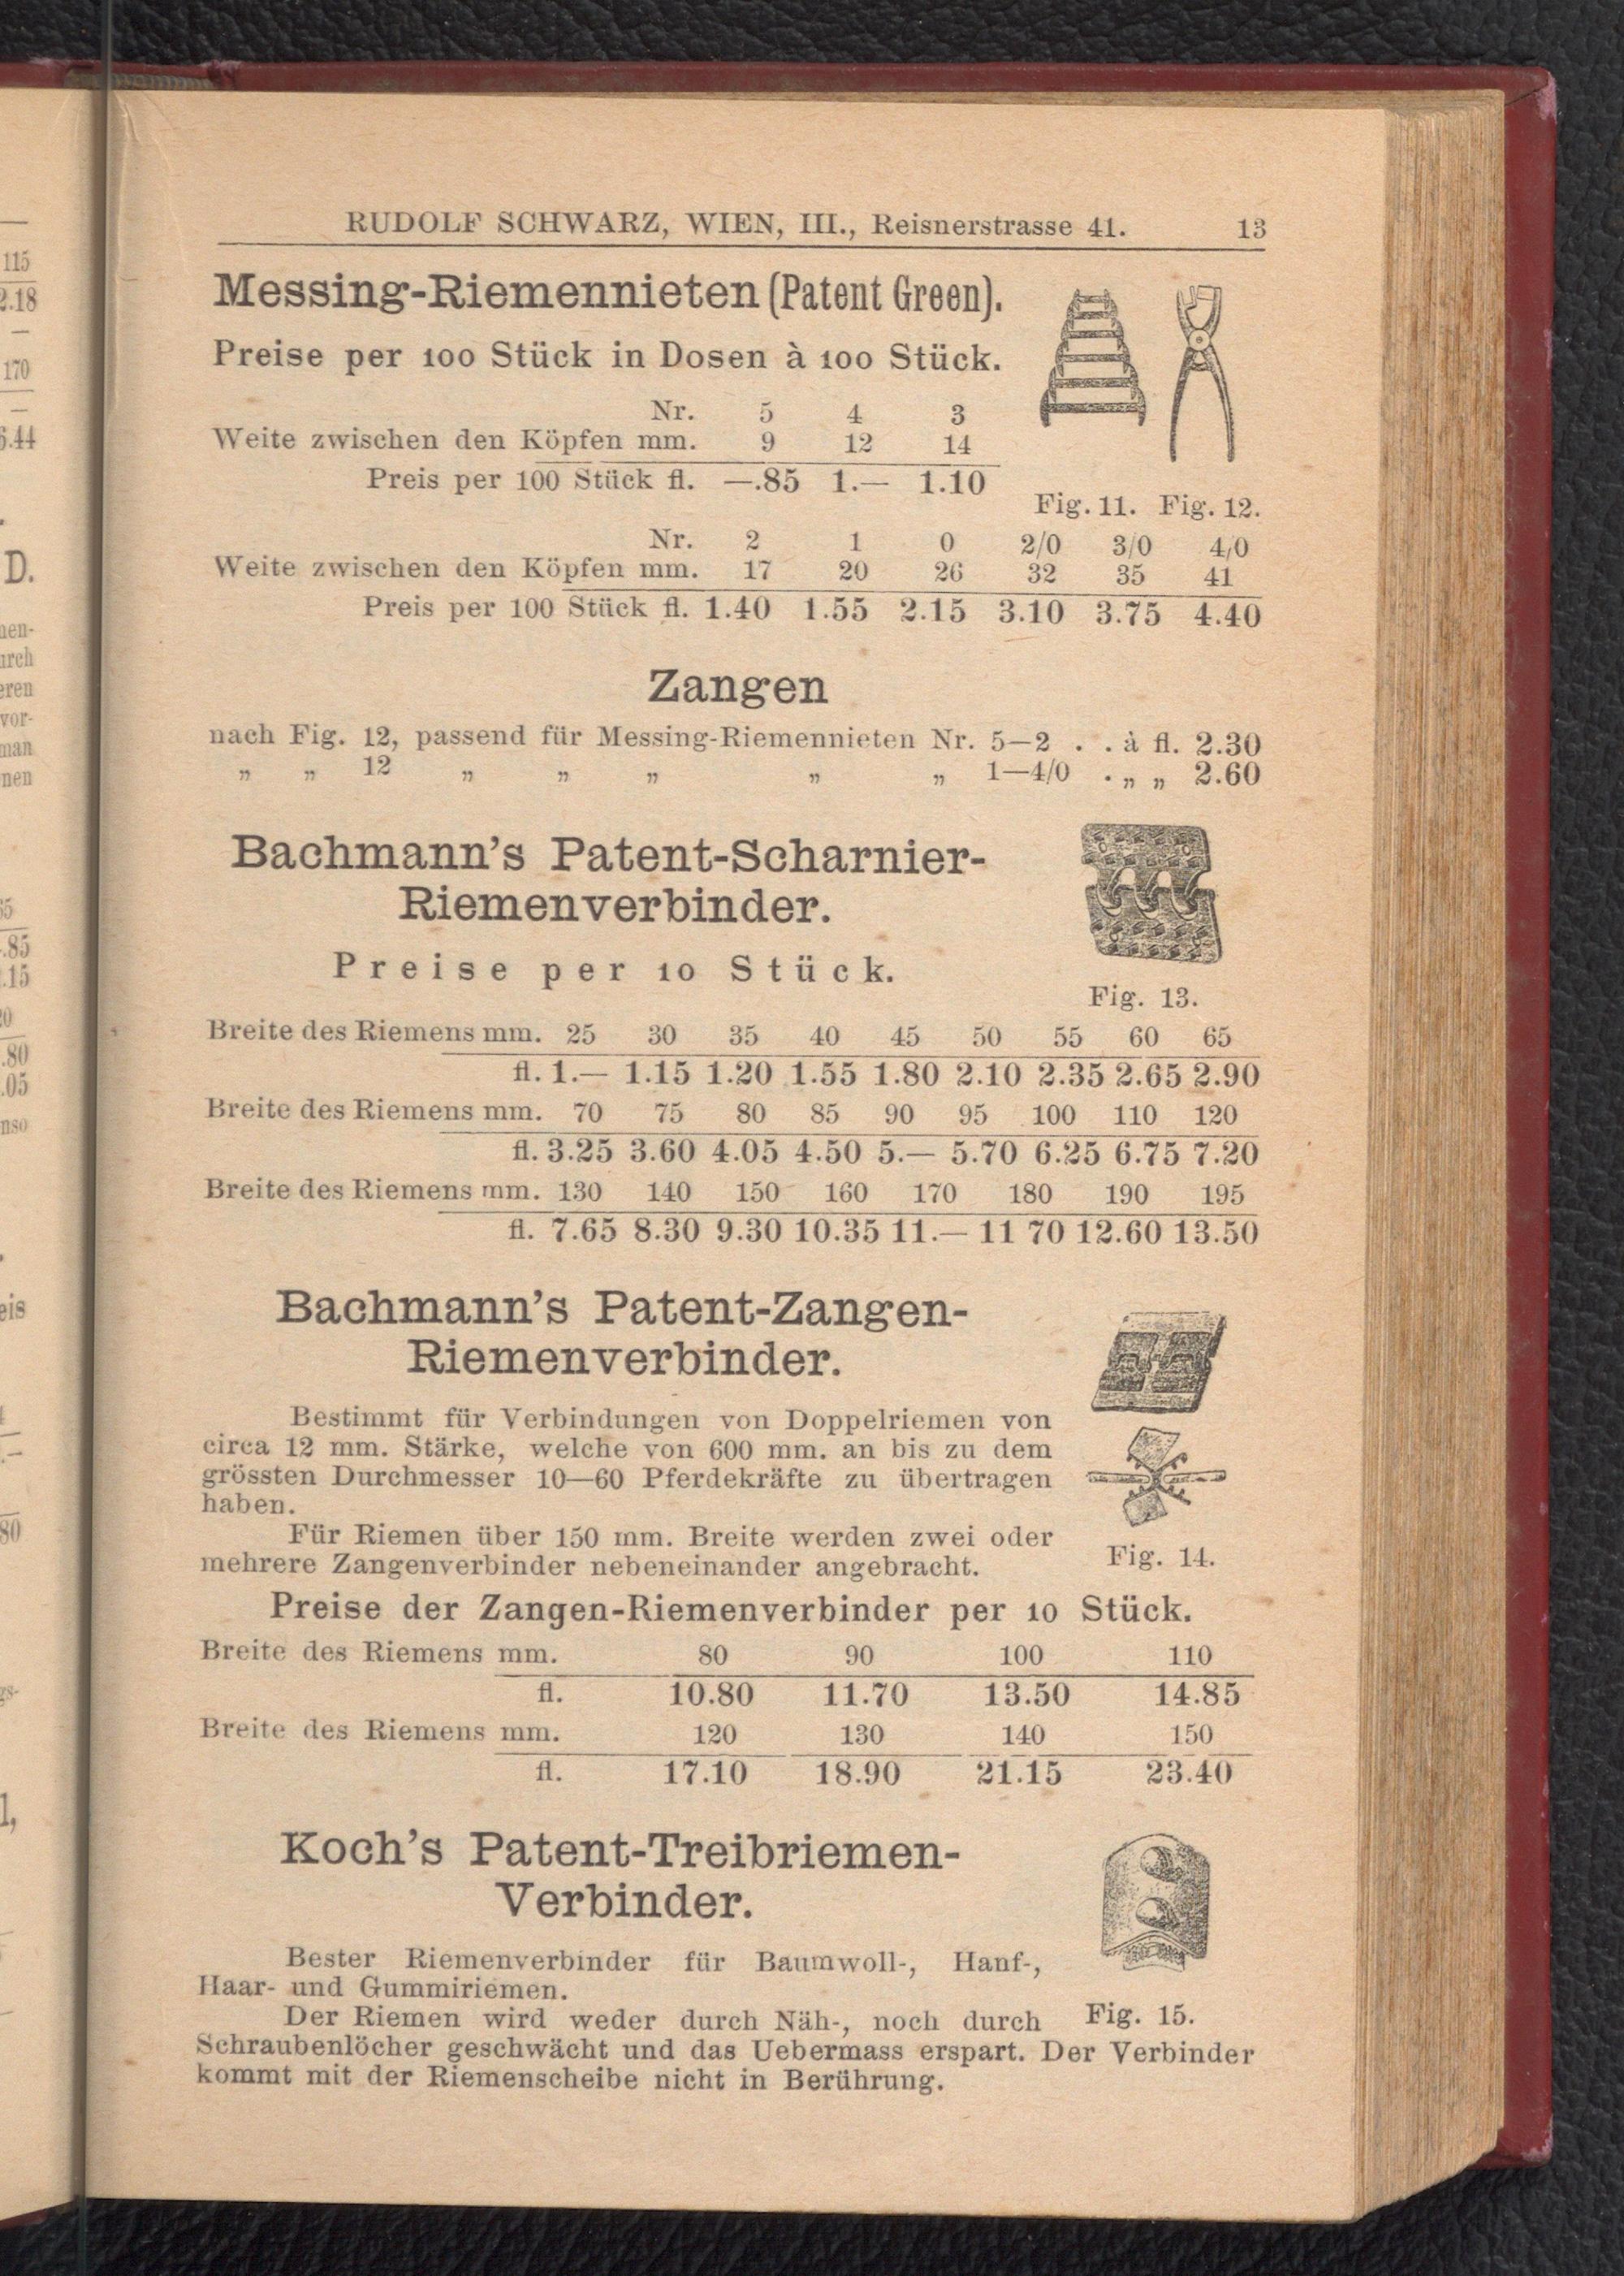 RUDOLF SCHWARZ, WIEN, III., Reisnerstrasse 41. 13
Messing-Riemennieten (Patent Green).
Preise per 100 Stück in Dosen à 100 Stück.
Nr. 5 4 3
Weite zwischen den Köpfen mm. 9 12 14
Preis per 100 Stück fl. —.85 1.— 1.10
Fig. 11. Fig. 12.
Nr. 2 1 0 2/0 3/0 4/0
Weite zwischen den Köpfen mm. 17 20 26 32 35 41
Preis per 100 Stück fl. 1.40 1.55 2.15 3.10 3.75 4.40
Zangen
nach Fig. 12, passend für Messing-Riemennieten Nr. 5—2 . . à fl. 2.30
„ „ 12 „ „ „ „ „ 1—4/0 . „ „ 2.60
Bachmann's Patent-Scharnier-
Riemenverbinder.
Preise per 10 Stück.
Fig. 13.
Breite des Riemens mm. 25 30 35 40 45 50 55 60 65
fl. 1.— 1.15 1.20 1.55 1.80 2.10 2.35 2.65 2.90
Breite des Riemens mm. 70 75 80 85 90 95 100 110 120
fl. 3.25 3.60 4.05 4.50 5.— 5.70 6.25 6.75 7.20
Breite des Riemens mm. 130 140 150 160 170 180 190 195
fl. 7.65 8.30 9.30 10.35 11.— 11 70 12.60 13.50
Bachmann's Patent-Zangen-
Riemenverbinder.
Bestimmt für Verbindungen von Doppelriemen von
circa 12 mm. Stärke, welche von 600 mm. an bis zu dem
grössten Durchmesser 10—60 Pferdekräfte zu übertragen
haben.
Für Riemen über 150 mm. Breite werden zwei oder
mehrere Zangenverbinder nebeneinander angebracht.
Fig. 14.
Preise der Zangen-Riemenverbinder per 10 Stück.
Breite des Riemens mm. 80 90 100 110
fl. 10.80 11.70 13.50 14.85
Breite des Riemens mm. 120 130 140 150
fl. 17.10 18.90 21.15 23.40
Koch's Patent-Treibriemen-
Verbinder.
Bester Riemenverbinder für Baumwoll-, Hanf-,
Haar- und Gummiriemen.
Der Riemen wird weder durch Näh-, noch durch
Fig. 15.
Schraubenlöcher geschwächt und das Uebermass erspart. Der Verbinder
kommt mit der Riemenscheibe nicht in Berührung.